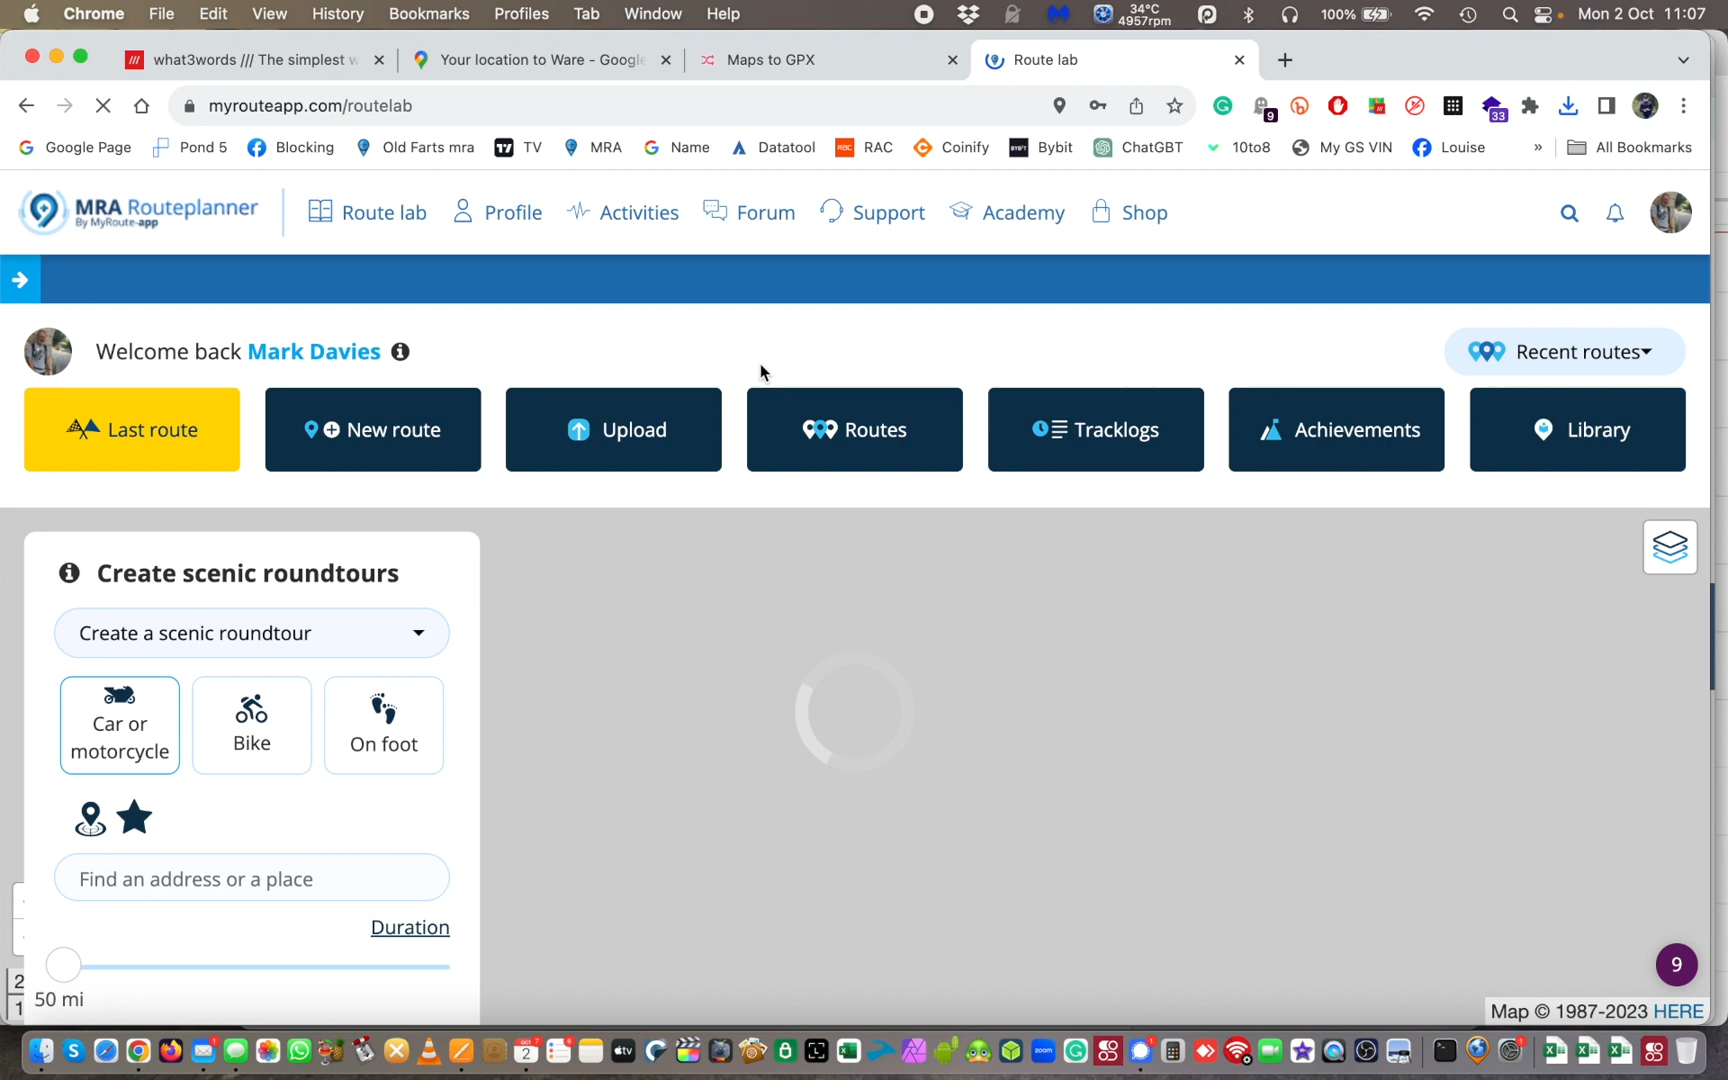 Chrome File Edit View History Bookmarks Profiles Tab Window Help 34°C 4957rpm 100% Mon 2 Oct 11:07
what3words /// The simplest w Your location to Ware - Google Maps to GPX Route lab
myrouteapp.com/routelab 9 33
Google Page Pond 5 Blocking Old Farts mra TV MRA Name Datatool RAC Coinify Bybit ChatGBT 10to8 My GS VIN Louise » All Bookmarks
MRA Routeplanner
By MyRoute-app
Route lab Profile Activities Forum Support Academy Shop
Welcome back Mark Davies Recent routes
Last route New route Upload Routes Tracklogs Achievements Library
Create scenic roundtours
Create a scenic roundtour
Car or motorcycle
Bike
On foot
Find an address or a place
Duration
50 mi
9
Map © 1987-2023 HERE